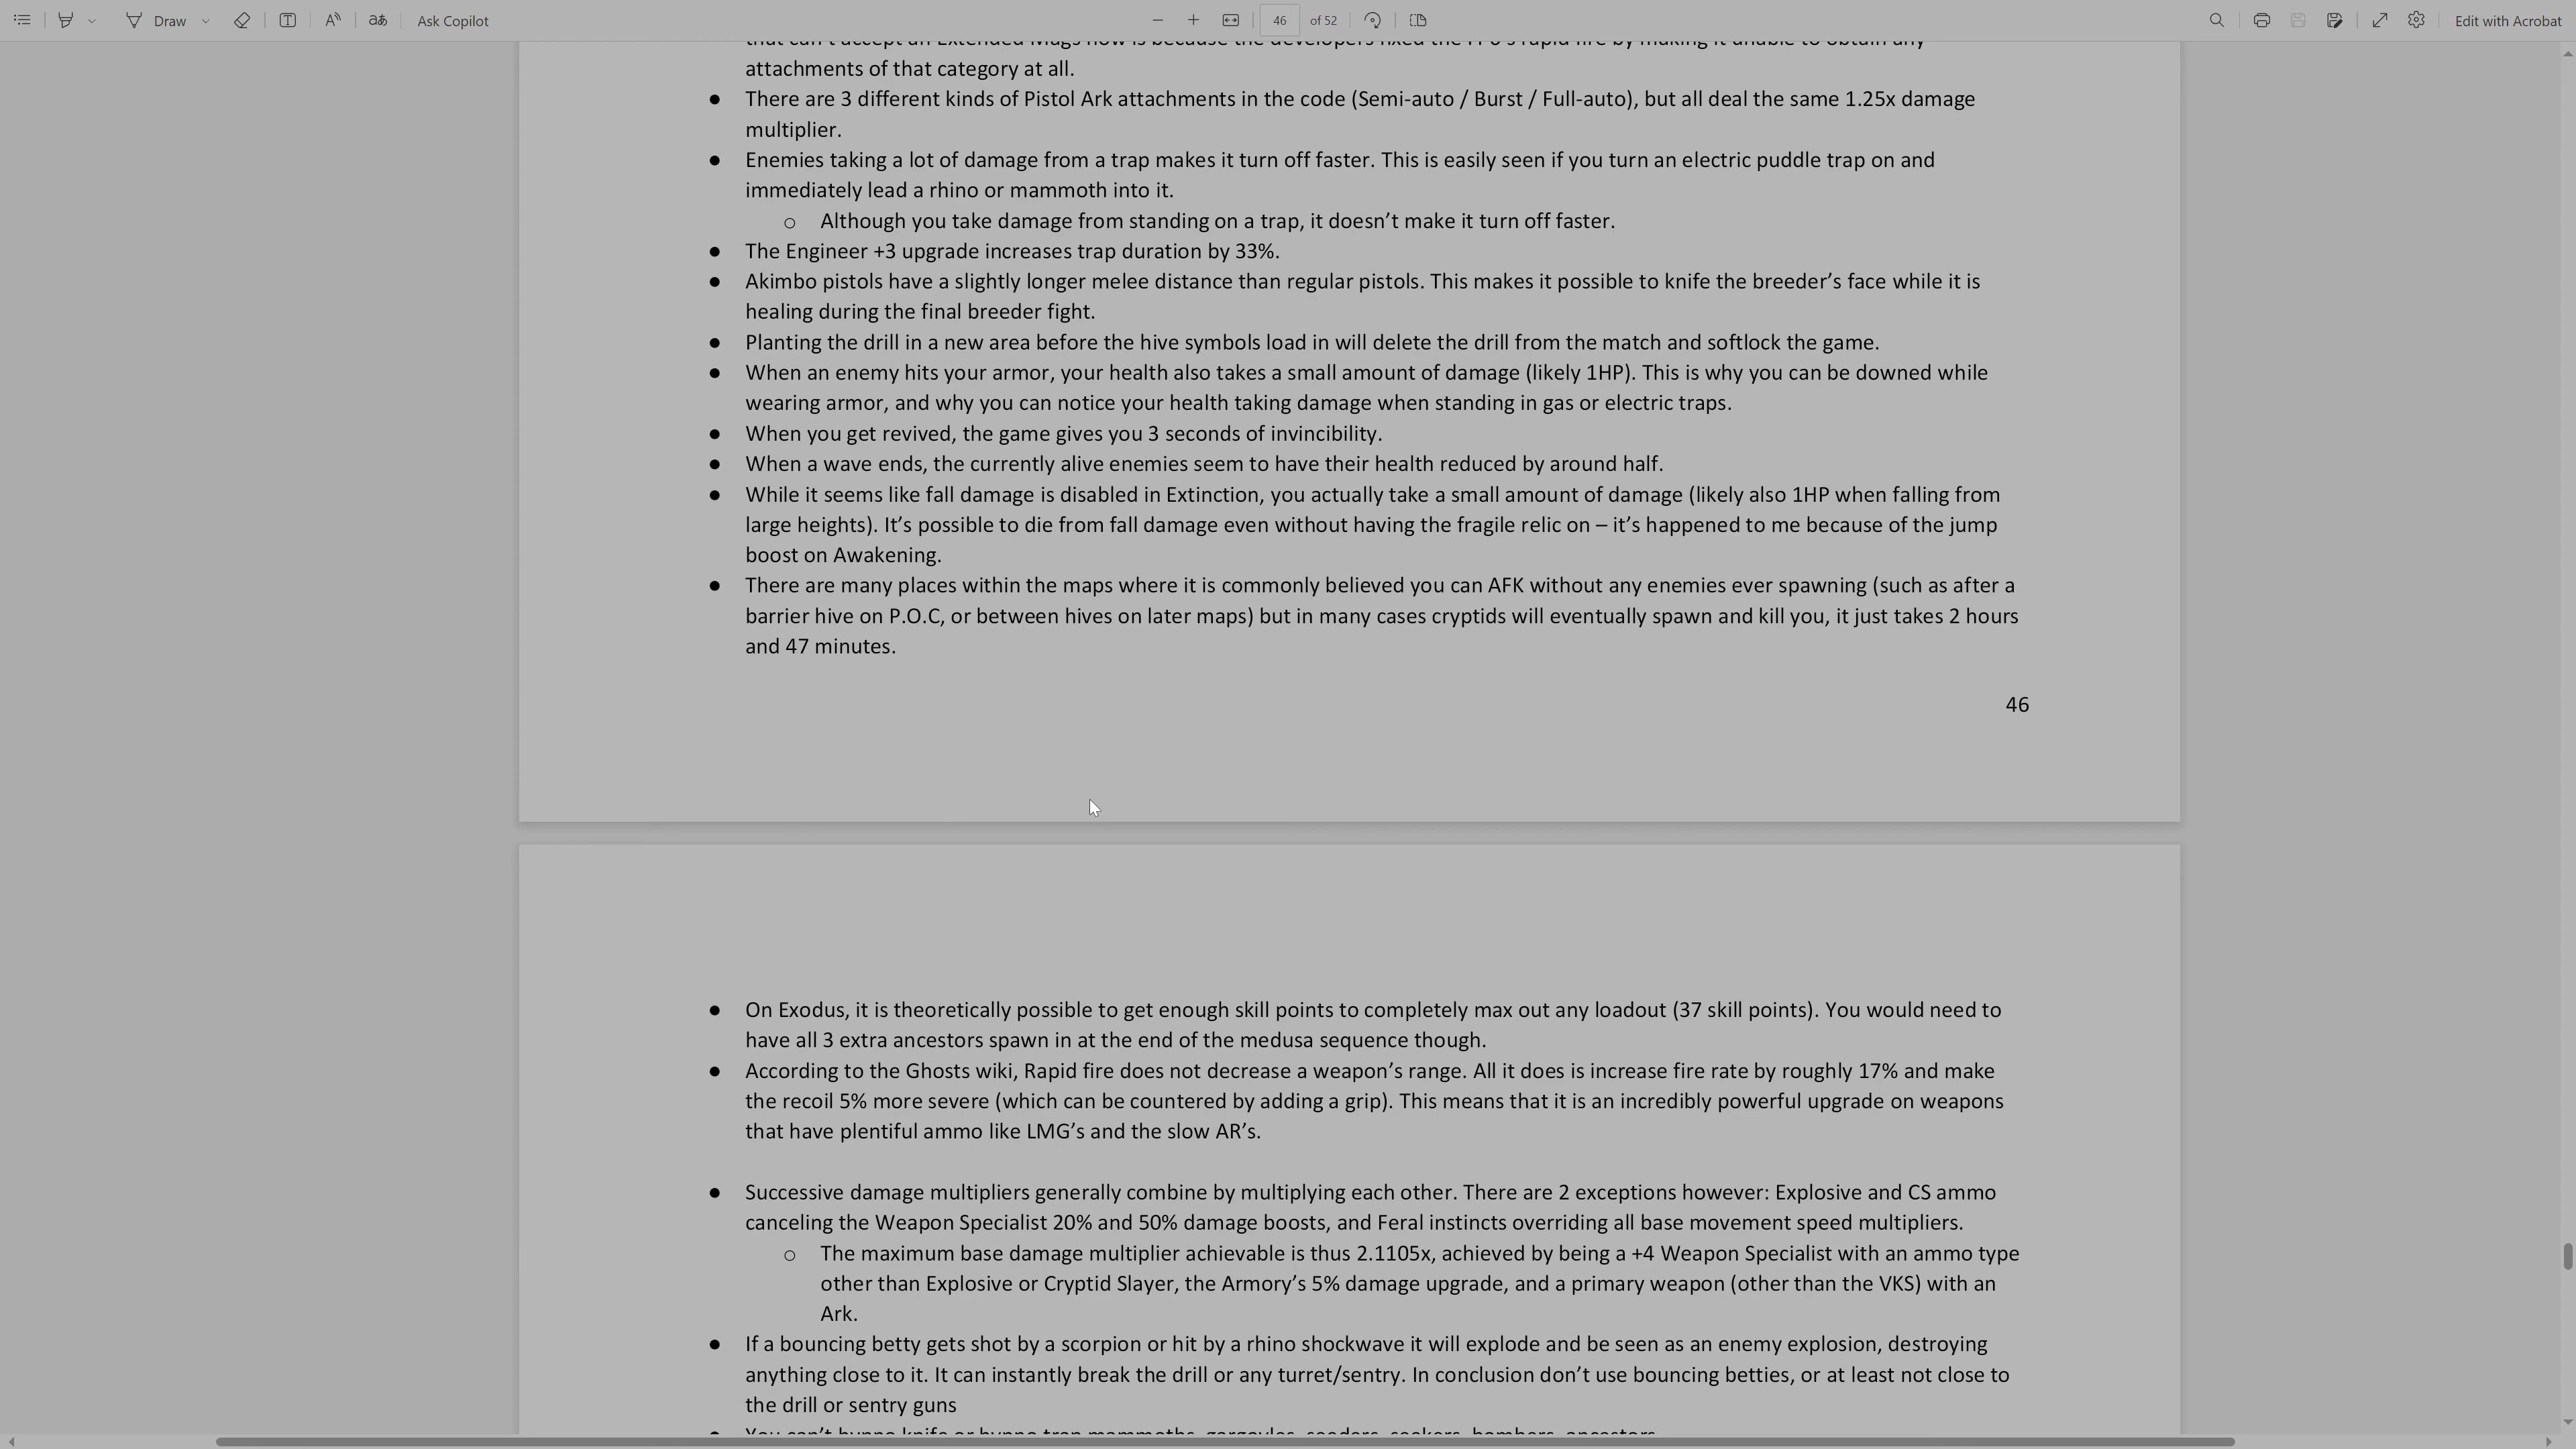 Draw
Ask Copilot
46
of 52
Edit with Acrobat
attachments of that category at all.
● There are 3 different kinds of Pistol Ark attachments in the code (Semi-auto / Burst / Full-auto), but all deal the same 1.25x damage
multiplier.
● Enemies taking a lot of damage from a trap makes it turn off faster. This is easily seen if you turn an electric puddle trap on and
immediately lead a rhino or mammoth into it.
○ Although you take damage from standing on a trap, it doesn’t make it turn off faster.
● The Engineer +3 upgrade increases trap duration by 33%.
● Akimbo pistols have a slightly longer melee distance than regular pistols. This makes it possible to knife the breeder’s face while it is
healing during the final breeder fight.
● Planting the drill in a new area before the hive symbols load in will delete the drill from the match and softlock the game.
● When an enemy hits your armor, your health also takes a small amount of damage (likely 1HP). This is why you can be downed while
wearing armor, and why you can notice your health taking damage when standing in gas or electric traps.
● When you get revived, the game gives you 3 seconds of invincibility.
● When a wave ends, the currently alive enemies seem to have their health reduced by around half.
● While it seems like fall damage is disabled in Extinction, you actually take a small amount of damage (likely also 1HP when falling from
large heights). It’s possible to die from fall damage even without having the fragile relic on – it’s happened to me because of the jump
boost on Awakening.
● There are many places within the maps where it is commonly believed you can AFK without any enemies ever spawning (such as after a
barrier hive on P.O.C, or between hives on later maps) but in many cases cryptids will eventually spawn and kill you, it just takes 2 hours
and 47 minutes.
46
● On Exodus, it is theoretically possible to get enough skill points to completely max out any loadout (37 skill points). You would need to
have all 3 extra ancestors spawn in at the end of the medusa sequence though.
● According to the Ghosts wiki, Rapid fire does not decrease a weapon’s range. All it does is increase fire rate by roughly 17% and make
the recoil 5% more severe (which can be countered by adding a grip). This means that it is an incredibly powerful upgrade on weapons
that have plentiful ammo like LMG’s and the slow AR’s.
● Successive damage multipliers generally combine by multiplying each other. There are 2 exceptions however: Explosive and CS ammo
canceling the Weapon Specialist 20% and 50% damage boosts, and Feral instincts overriding all base movement speed multipliers.
○ The maximum base damage multiplier achievable is thus 2.1105x, achieved by being a +4 Weapon Specialist with an ammo type
other than Explosive or Cryptid Slayer, the Armory’s 5% damage upgrade, and a primary weapon (other than the VKS) with an
Ark.
● If a bouncing betty gets shot by a scorpion or hit by a rhino shockwave it will explode and be seen as an enemy explosion, destroying
anything close to it. It can instantly break the drill or any turret/sentry. In conclusion don’t use bouncing betties, or at least not close to
the drill or sentry guns